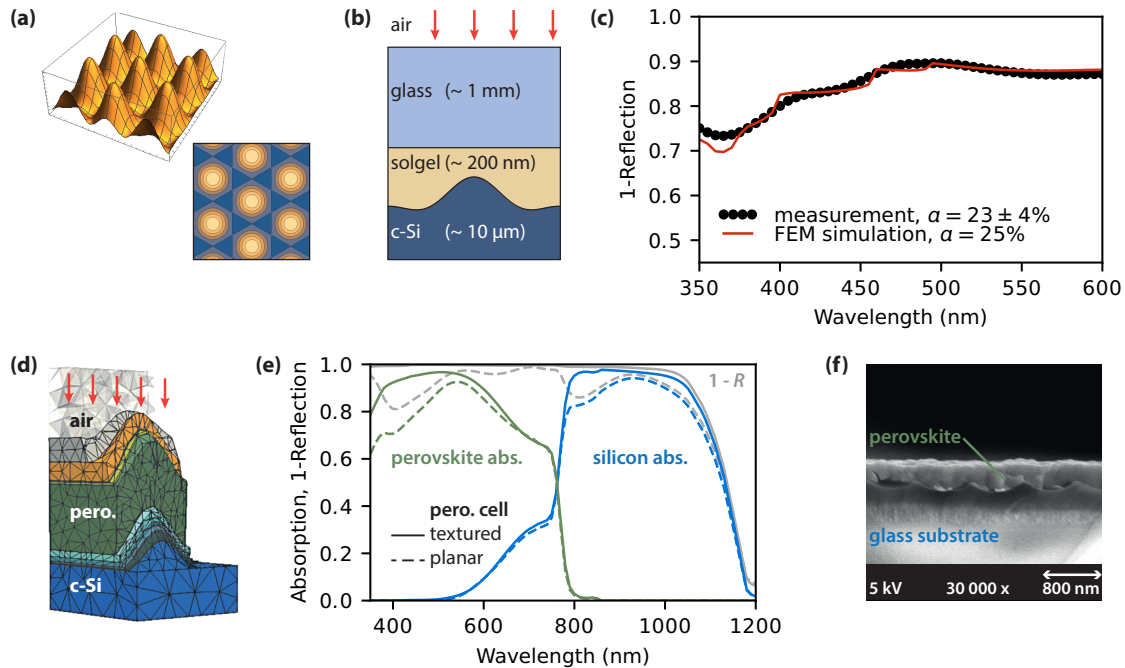 (a)
(b)
air
glass (~ 1 mm)
solgel (~ 200 nm)
c-Si (~ 10 µm)
(c)
1-Reflection
1.0
0.9
0.8
0.7
0.6
0.5
measurement, α = 23 ± 4%
FEM simulation, α = 25%
350 400 450 500 550 600
Wavelength (nm)
(d)
air
pero.
c-Si
(e)
Absorption, 1-Reflection
1.0
0.8
0.6
0.4
0.2
0.0
1 - R
perovskite abs.
silicon abs.
pero. cell
textured
planar
400 600 800 1000 1200
Wavelength (nm)
(f)
perovskite
glass substrate
5 kV 30 000 x 800 nm